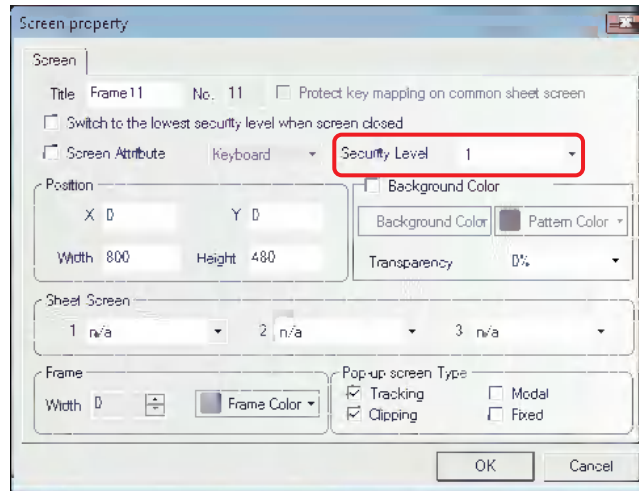 Screen property
Screen
Title Frame11 No. 11 Protect key mapping on common sheet screen
Switch to the lowest security level when screen closed
Screen Attribute Keyboard Security Level 1
Position Background Color
X 0 Y 0 Background Color Pattern Color
Width 800 Height 480 Transparency 0%
Sheet Screen
1 n/a 2 n/a 3 n/a
Frame Pop-up screen Type
Width 0 Frame Color Tracking Modal
Clipping Fixed
OK Cancel